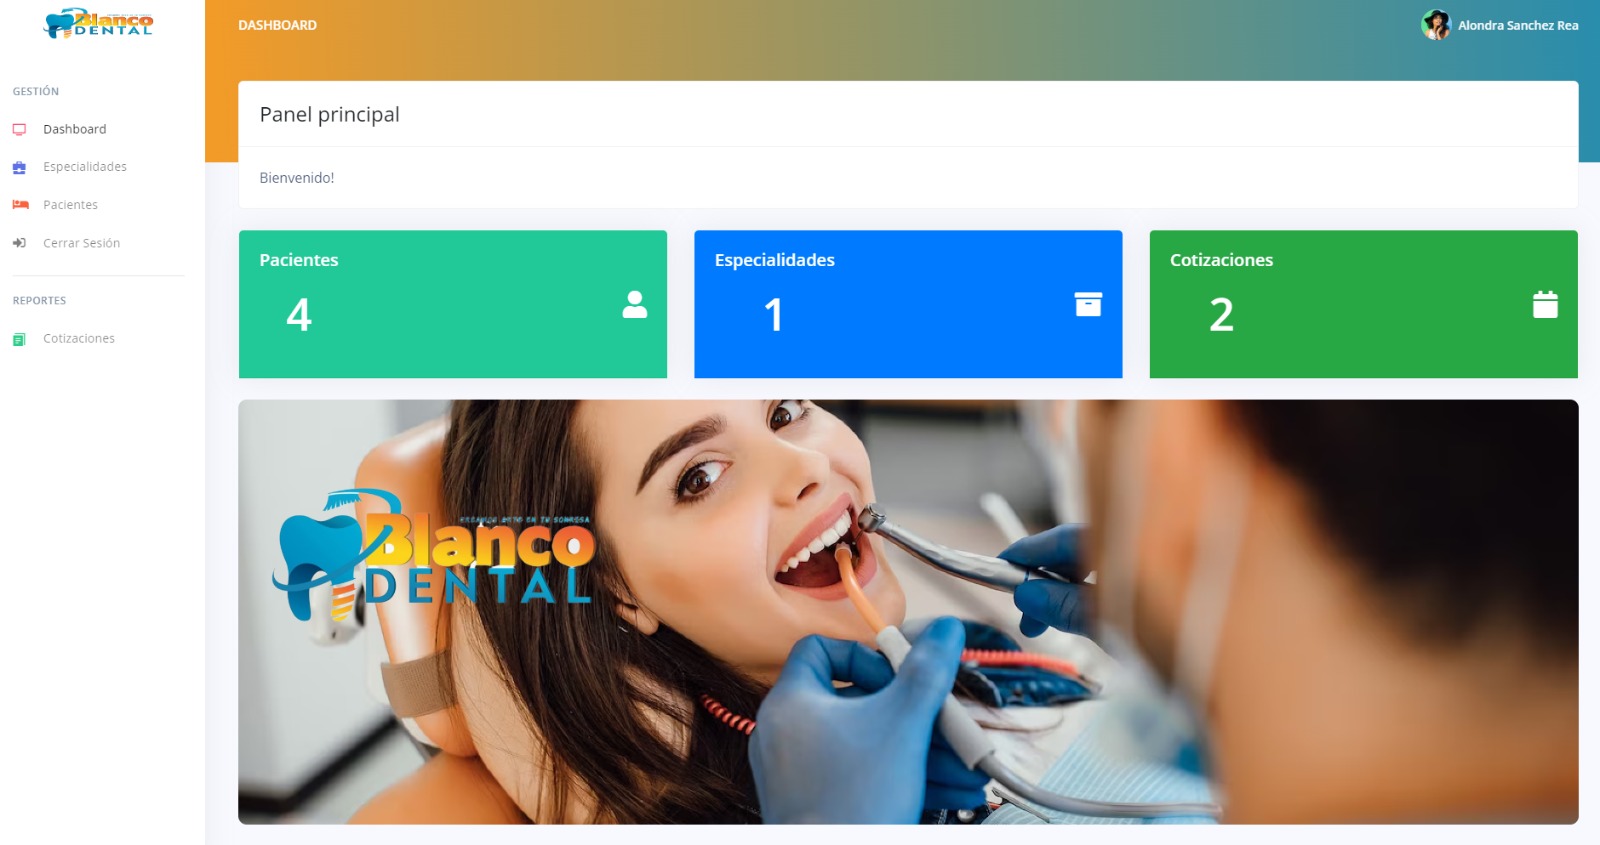 Blanco
DENTAL
DASHBOARD
Alondra Sanchez Rea
GESTIÓN
Dashboard
Especialidades
Pacientes
Cerrar Sesión
REPORTES
Cotizaciones
Panel principal
Bienvenido!
Pacientes
4
Especialidades
1
Cotizaciones
2
Blanco
DENTAL